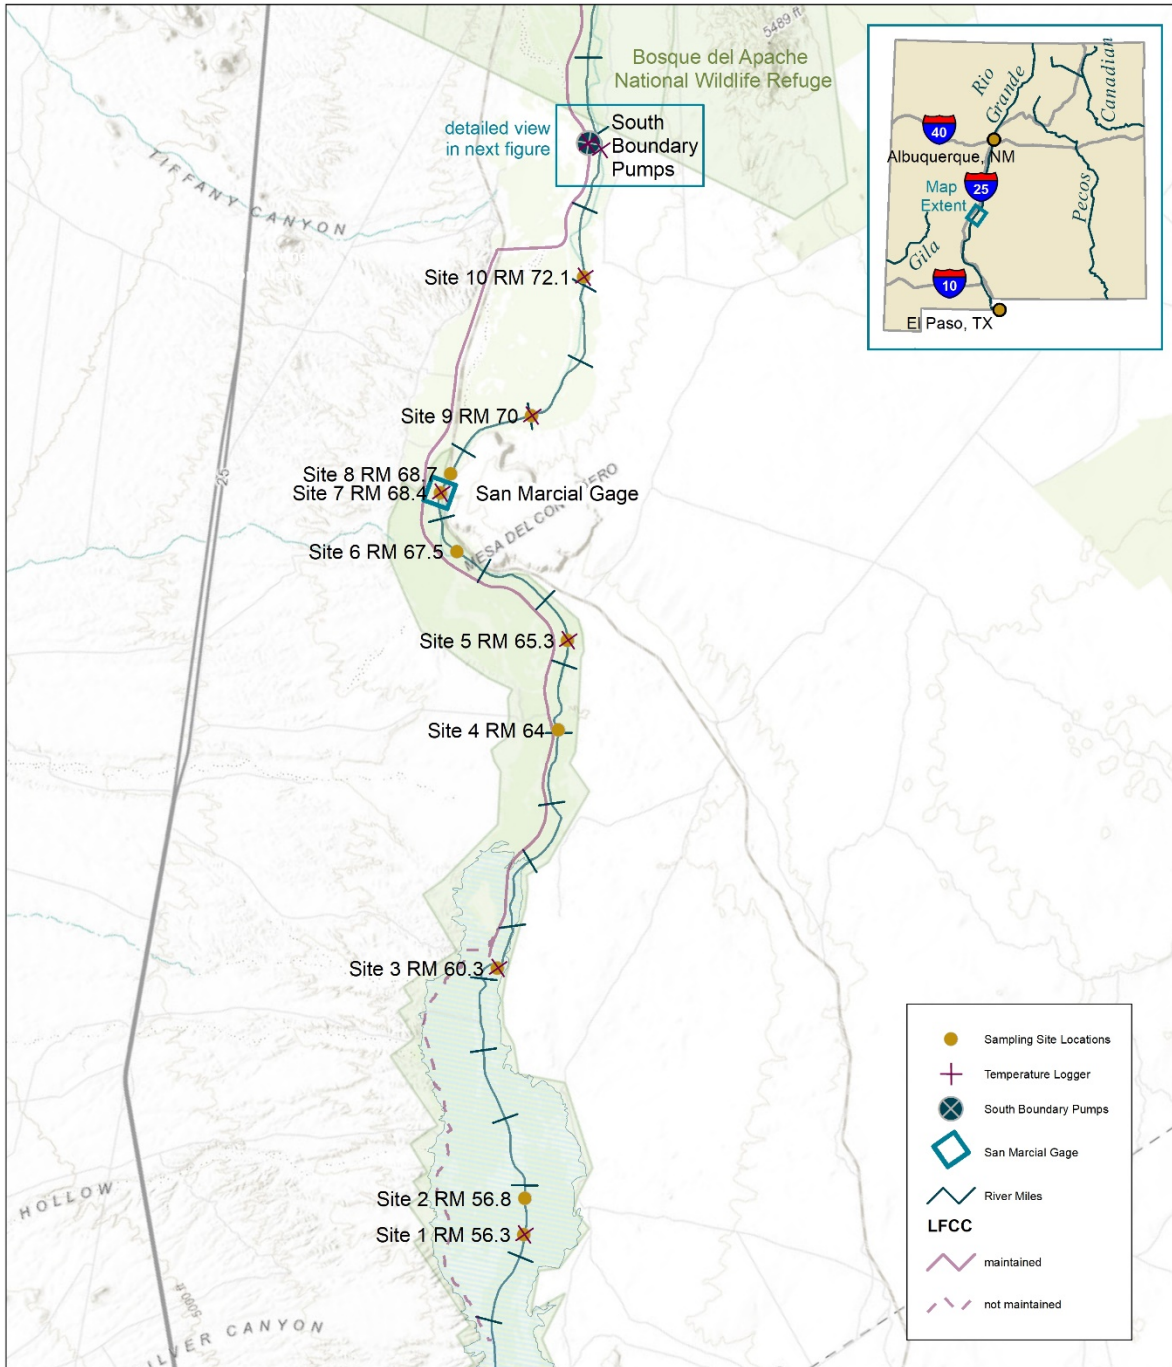 5489 ft
Bosque del Apache
National Wildlife Refuge
detailed view
in next figure
South
Boundary
Pumps
TIFFANY CANYON
Site 10 RM 72.1
Site 9 RM 70
Site 8 RM 68.7
Site 7 RM 68.4
San Marcial Gage
25
Site 6 RM 67.5
MESA DEL CON
ERO
Site 5 RM 65.3
Site 4 RM 64
Site 3 RM 60.3
Site 2 RM 56.8
Site 1 RM 56.3
HOLLOW
5000 ft
ILVER CANYON
Rio
Grande
Canadian
40
Albuquerque, NM
25
Map
Extent
Pecos
Gila
10
El Paso, TX
Sampling Site Locations
Temperature Logger
South Boundary Pumps
San Marcial Gage
River Miles
LFCC
maintained
not maintained